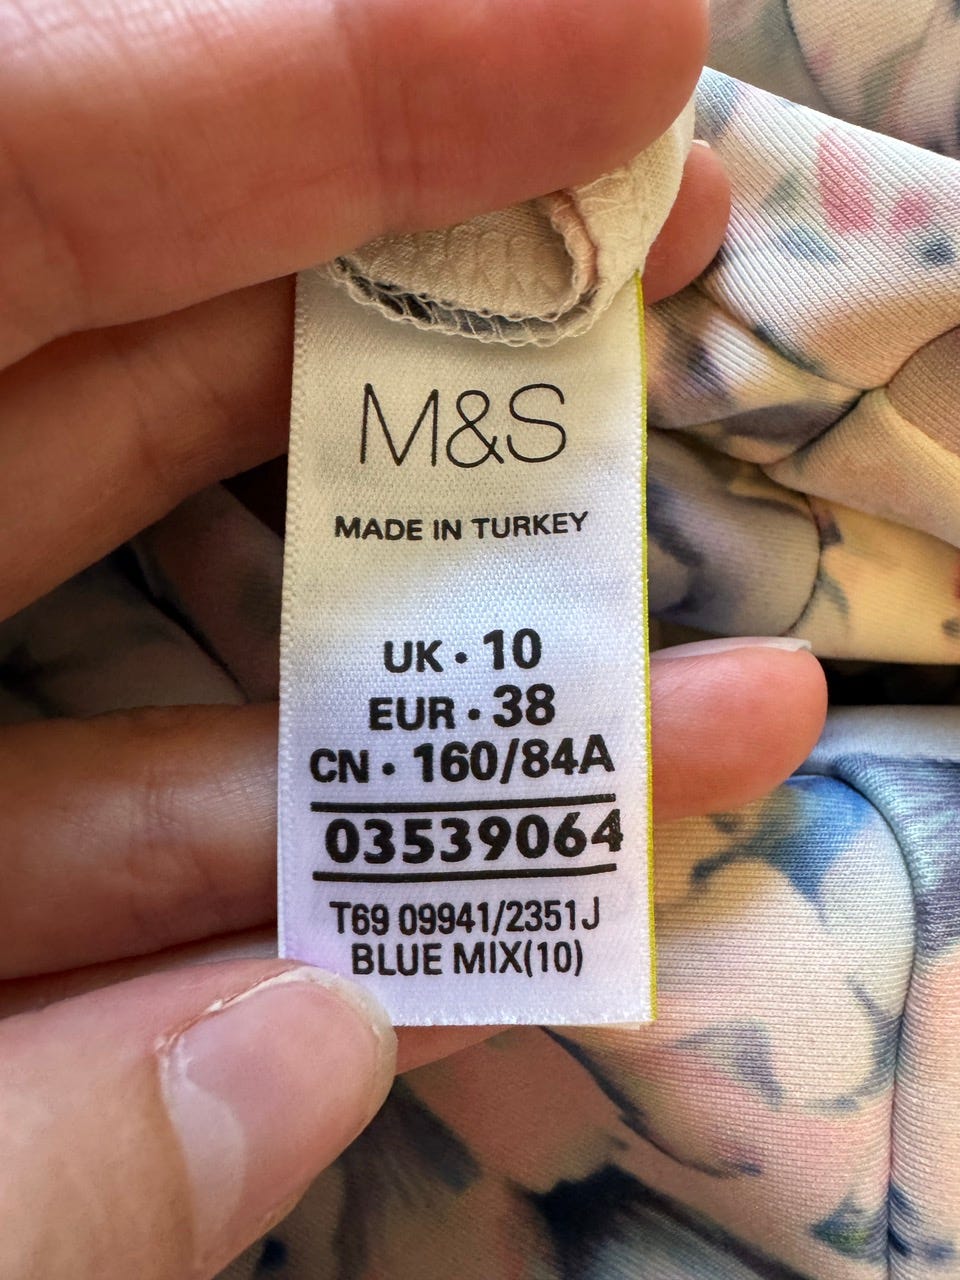 M&S
MADE IN TURKEY
UK • 10
EUR • 38
CN • 160/84A
03539064
T69 09941/2351J
BLUE MIX(10)